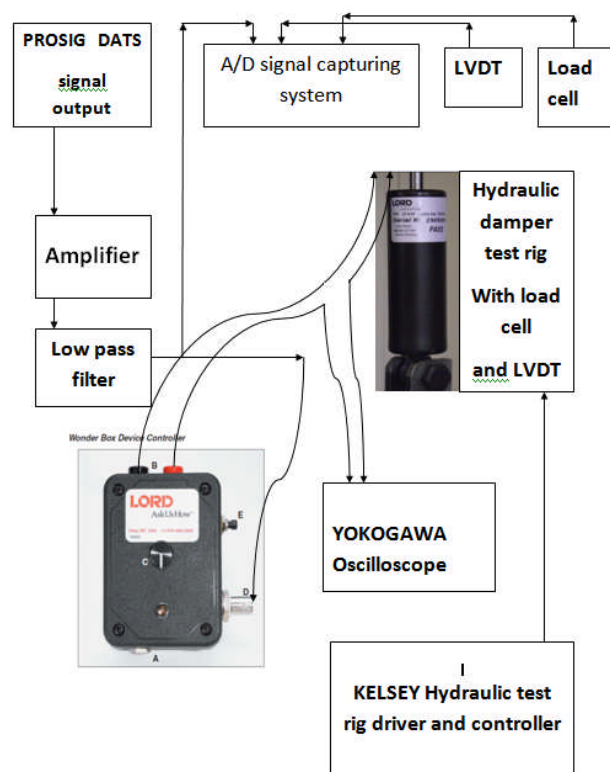 PROSIG DATS
signal
output
A/D signal capturing
system
LVDT
Load
cell
Amplifier
Low pass
filter
LORD
PASS
Hydraulic
damper
test rig
With load
cell
and LVDT
Wonder Box Device Controller
B
LORD
AskUsHow™
E
C
D
A
YOKOGAWA
Oscilloscope
I
KELSEY Hydraulic test
rig driver and controller